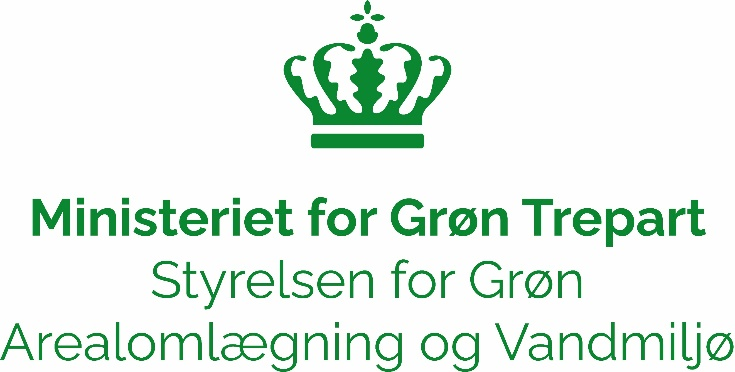 Ministeriet for Grøn Trepart
Styrelsen for Grøn
Arealomlægning og Vandmiljø